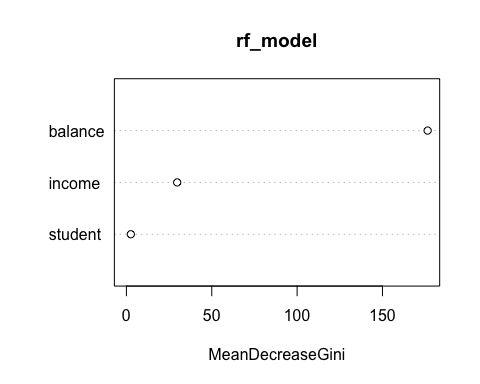 rf_model
balance
income
student
0 50 100 150
MeanDecreaseGini